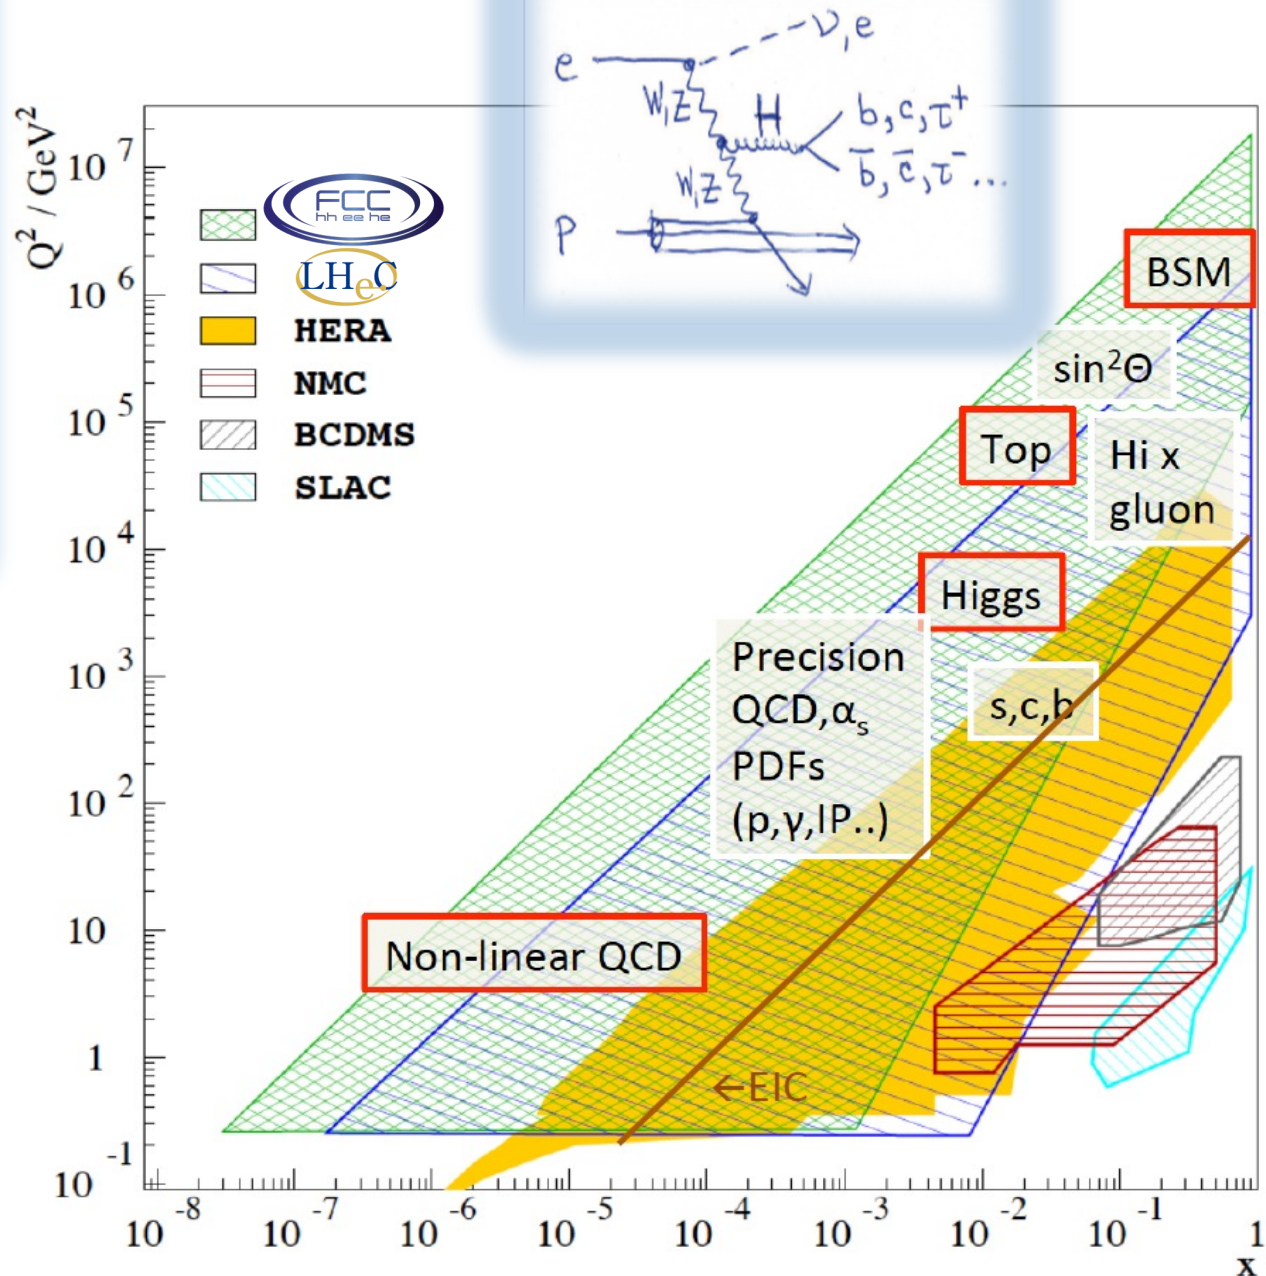 e
ν,e
W,Z
H
b, c, τ⁺
b̄, c̄, τ⁻ ...
W,Z
P
Q² / GeV²
10⁷
10⁶
10⁵
10⁴
10³
10²
10
1
10⁻¹
FCC
hh ee he
LHeC
HERA
NMC
BCDMS
SLAC
BSM
sin²Θ
Top
Hi x
gluon
Higgs
Precision
QCD,αₛ
PDFs
(p,γ,IP..)
s,c,b
Non-linear QCD
←EIC
10⁻⁸
10⁻⁷
10⁻⁶
10⁻⁵
10⁻⁴
10⁻³
10⁻²
10⁻¹
1
x